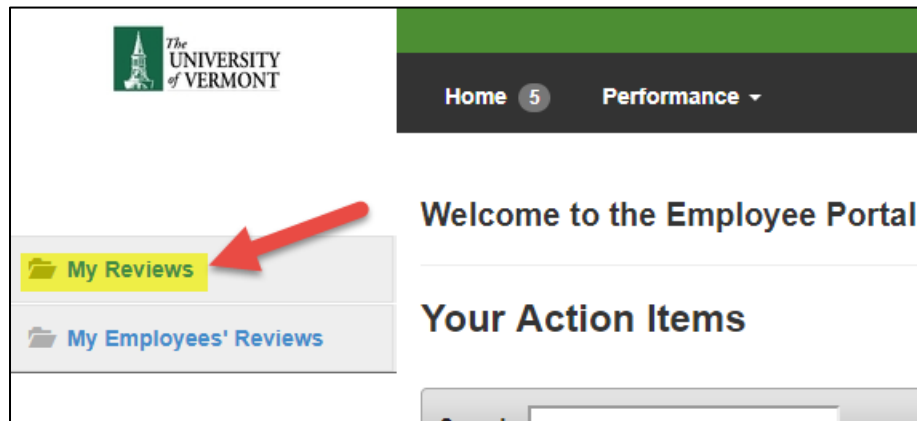 The
UNIVERSITY
of VERMONT
Home 5 Performance
My Reviews
My Employees' Reviews
Welcome to the Employee Portal
Your Action Items